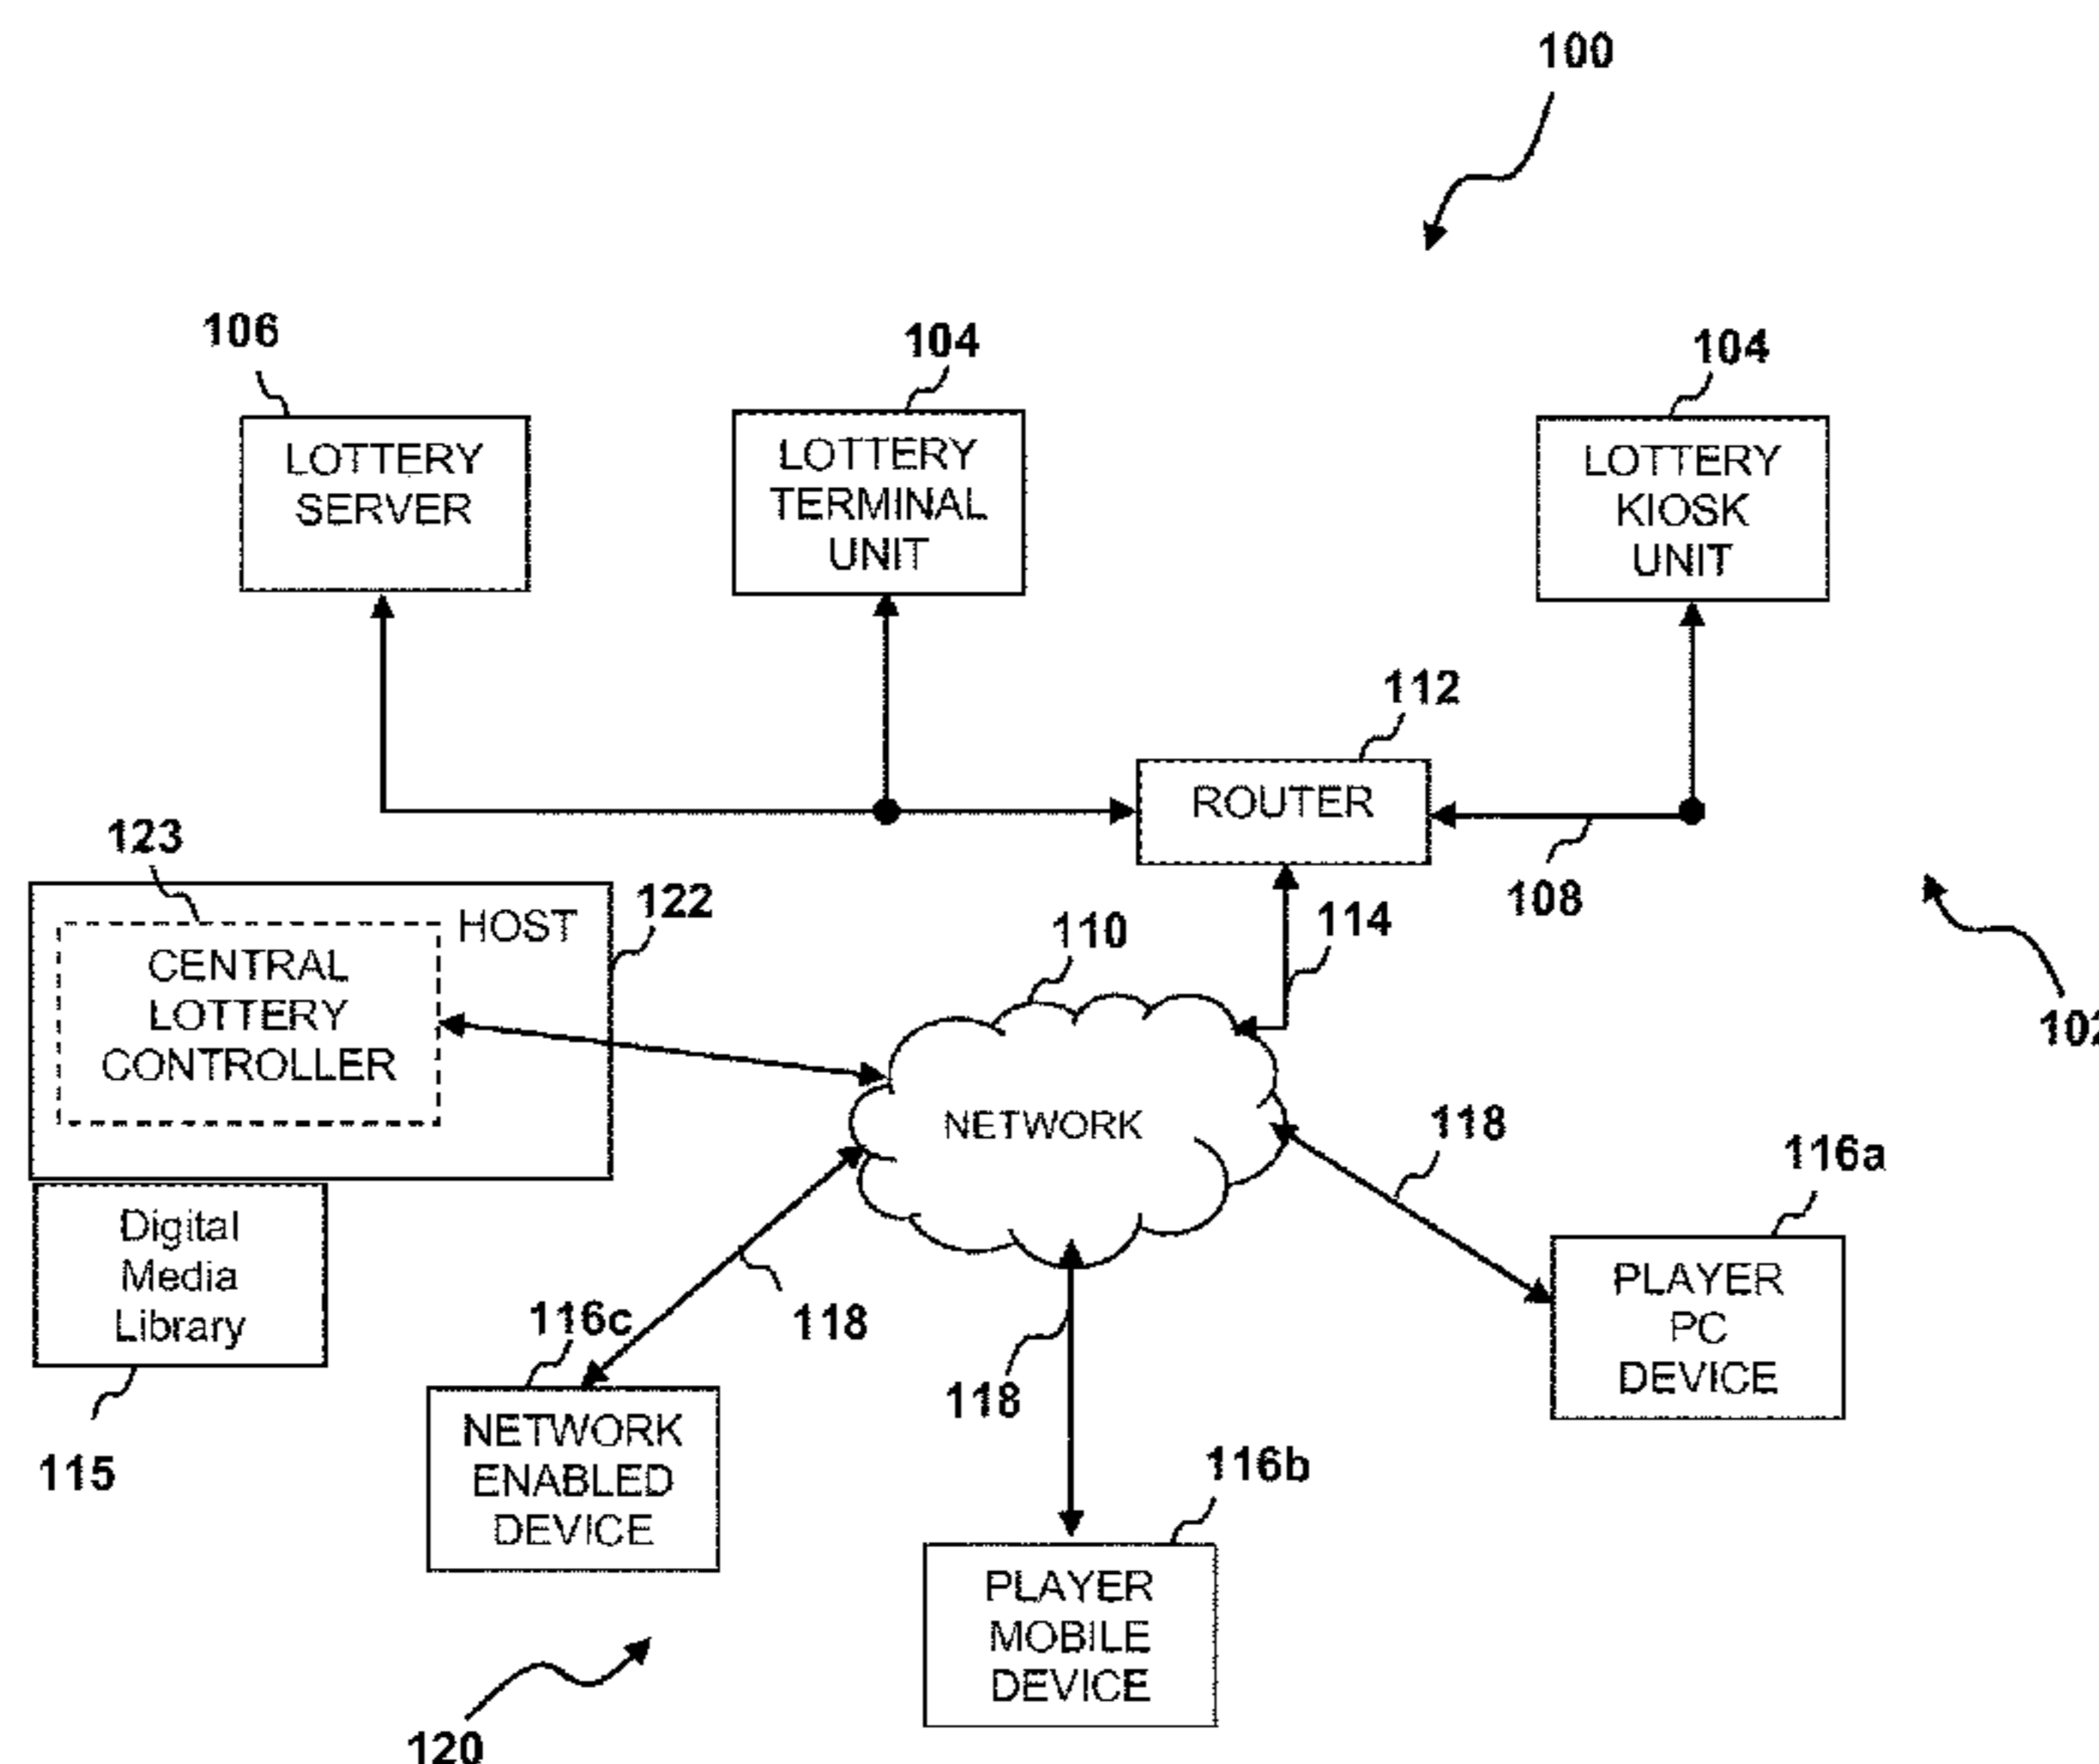 100
106
104
104
LOTTERY
SERVER
LOTTERY
TERMINAL
UNIT
LOTTERY
KIOSK
UNIT
112
ROUTER
108
123
HOST
122
CENTRAL
LOTTERY
CONTROLLER
110
114
102
NETWORK
118
116a
Digital
Media
Library
115
116c
118
118
PLAYER
PC
DEVICE
NETWORK
ENABLED
DEVICE
116b
PLAYER
MOBILE
DEVICE
120